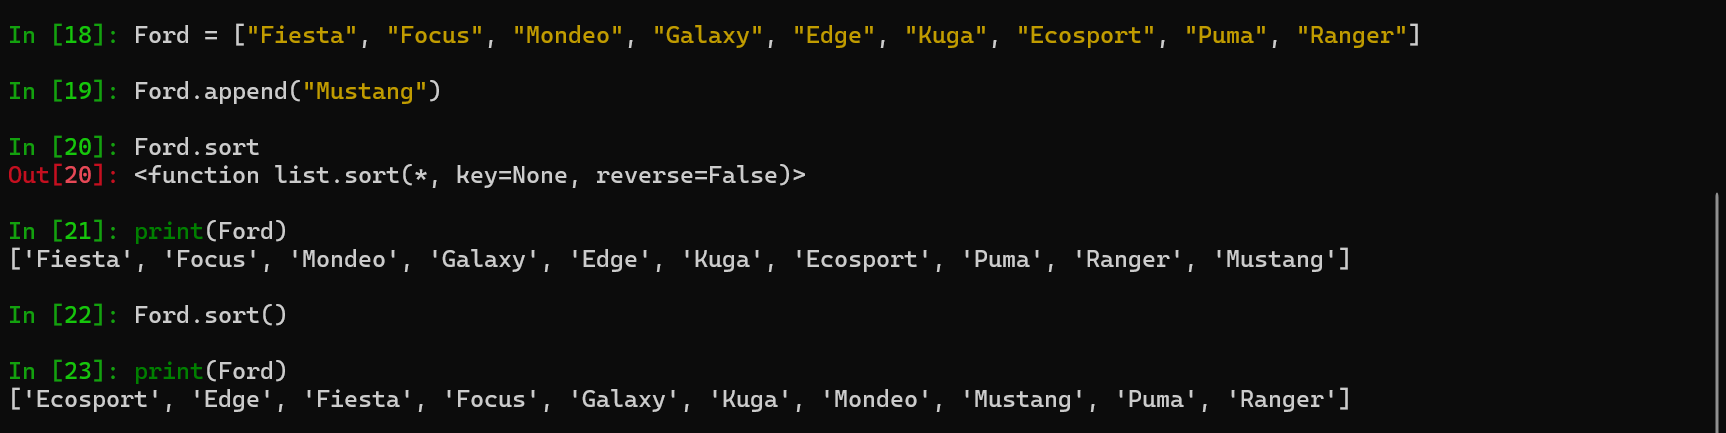 In [18]: Ford = ["Fiesta", "Focus", "Mondeo", "Galaxy", "Edge", "Kuga", "Ecosport", "Puma", "Ranger"]
In [19]: Ford.append("Mustang")
In [20]: Ford.sort
Out[20]: <function list.sort(*, key=None, reverse=False)>
In [21]: print(Ford)
['Fiesta', 'Focus', 'Mondeo', 'Galaxy', 'Edge', 'Kuga', 'Ecosport', 'Puma', 'Ranger', 'Mustang']
In [22]: Ford.sort()
In [23]: print(Ford)
['Ecosport', 'Edge', 'Fiesta', 'Focus', 'Galaxy', 'Kuga', 'Mondeo', 'Mustang', 'Puma', 'Ranger']